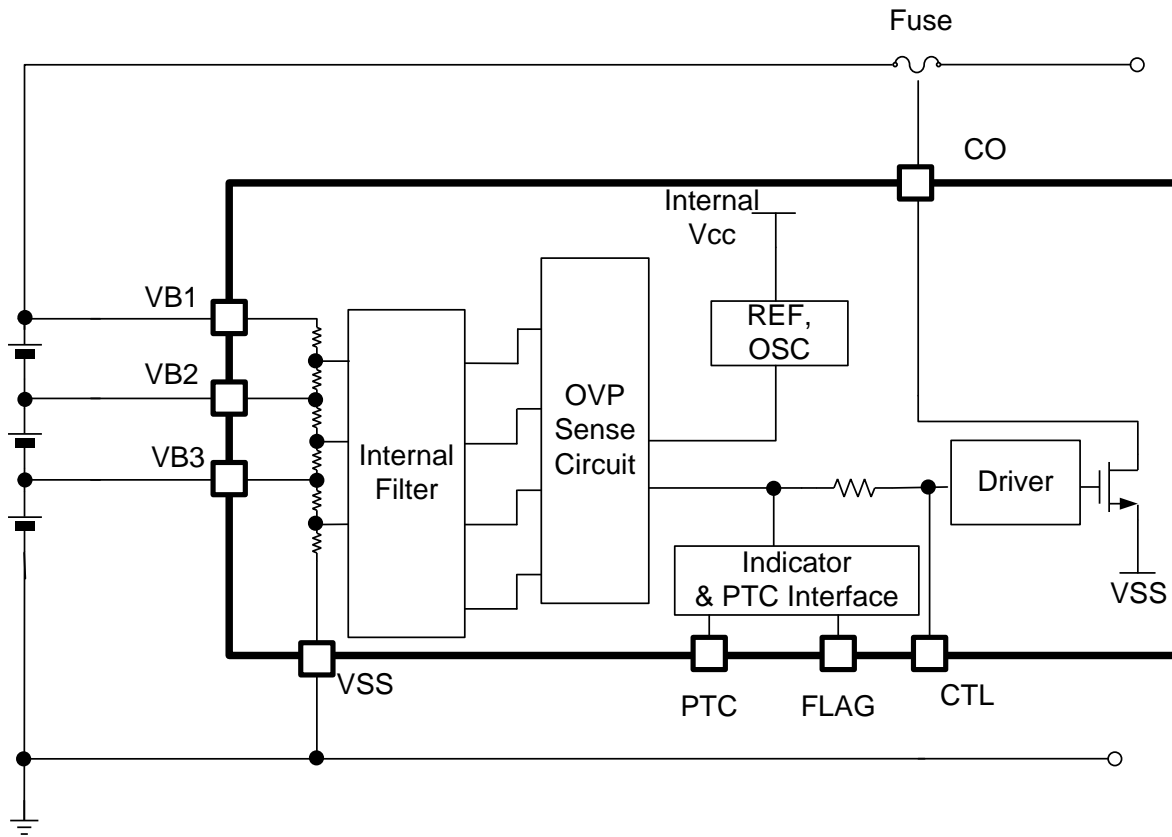 Fuse
CO
Internal
Vcc
VB1
REF,
OSC
VB2
OVP
Sense
Circuit
VB3
Internal
Filter
Driver
Indicator
& PTC Interface
VSS
VSS
PTC
FLAG
CTL